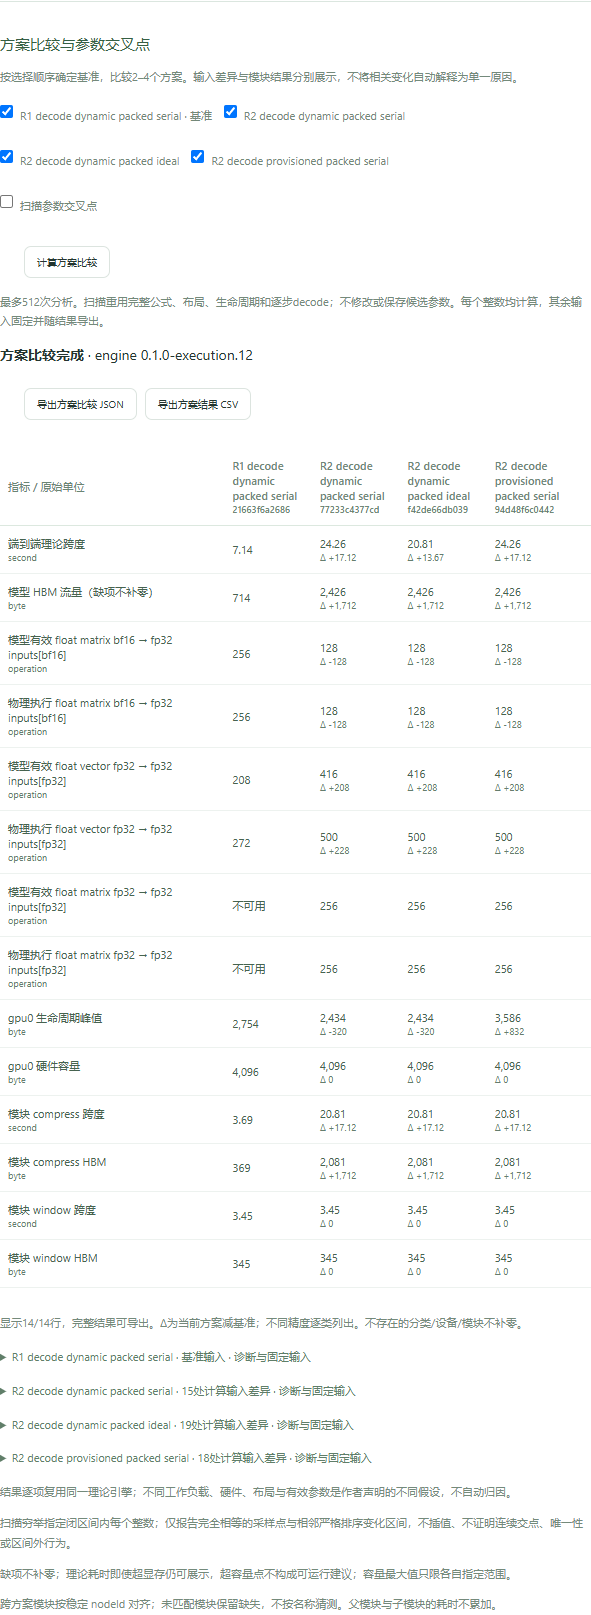 方案比较与参数交叉点
按选择顺序确定基准，比较2–4个方案。输入差异与模块结果分别展示，不将相关变化自动解释为单一原因。
R1 decode dynamic packed serial · 基准 R2 decode dynamic packed serial
R2 decode dynamic packed ideal R2 decode provisioned packed serial
扫描参数交叉点
计算方案比较
最多512次分析。扫描重用完整公式、布局、生命周期和逐步decode；不修改或保存候选参数。每个整数均计算，其余输
入固定并随结果导出。
方案比较完成 · engine 0.1.0-execution.12
导出方案比较 JSON 导出方案结果 CSV
指标 / 原始单位 R1 decode dynamic packed serial 21663f6a2686 R2 decode dynamic packed serial 77233c4377cd R2 decode dynamic packed ideal f42de66db039 R2 decode provisioned packed serial 94d48f6c0442
端到端理论跨度 7.14 24.26 20.81 24.26
second Δ +17.12 Δ +13.67 Δ +17.12
模型 HBM 流量（缺项不补零） 714 2,426 2,426 2,426
byte Δ +1,712 Δ +1,712 Δ +1,712
模型有效 float matrix bf16 → fp32
inputs[bf16] 256 128 128 128
operation Δ -128 Δ -128 Δ -128
物理执行 float matrix bf16 → fp32
inputs[bf16] 256 128 128 128
operation Δ -128 Δ -128 Δ -128
模型有效 float vector fp32 → fp32
inputs[fp32] 208 416 416 416
operation Δ +208 Δ +208 Δ +208
物理执行 float vector fp32 → fp32
inputs[fp32] 272 500 500 500
operation Δ +228 Δ +228 Δ +228
模型有效 float matrix fp32 → fp32
inputs[fp32] 不可用 256 256 256
operation
物理执行 float matrix fp32 → fp32
inputs[fp32] 不可用 256 256 256
operation
gpu0 生命周期峰值 2,754 2,434 2,434 3,586
byte Δ -320 Δ -320 Δ +832
gpu0 硬件容量 4,096 4,096 4,096 4,096
byte Δ 0 Δ 0 Δ 0
模块 compress 跨度 3.69 20.81 20.81 20.81
second Δ +17.12 Δ +17.12 Δ +17.12
模块 compress HBM 369 2,081 2,081 2,081
byte Δ +1,712 Δ +1,712 Δ +1,712
模块 window 跨度 3.45 3.45 3.45 3.45
second Δ 0 Δ 0 Δ 0
模块 window HBM 345 345 345 345
byte Δ 0 Δ 0 Δ 0
显示14/14行，完整结果可导出。Δ为当前方案减基准；不同精度逐类列出。不存在的分类/设备/模块不补零。
▶ R1 decode dynamic packed serial · 基准输入 · 诊断与固定输入
▶ R2 decode dynamic packed serial · 15处计算输入差异 · 诊断与固定输入
▶ R2 decode dynamic packed ideal · 19处计算输入差异 · 诊断与固定输入
▶ R2 decode provisioned packed serial · 18处计算输入差异 · 诊断与固定输入
结果逐项复用同一理论引擎；不同工作负载、硬件、布局与有效参数是作者声明的不同假设，不自动归因。
扫描穷举指定闭区间内每个整数；仅报告完全相等的采样点与相邻严格排序变化区间，不插值、不证明连续交点、唯一性
或区间外行为。
缺项不补零；理论耗时即使超显存仍可展示，超容量点不构成可运行建议；容量最大值只限各自指定范围。
跨方案模块按稳定 nodeId 对齐；未匹配模块保留缺失，不按名称猜测。父模块与子模块的耗时不累加。